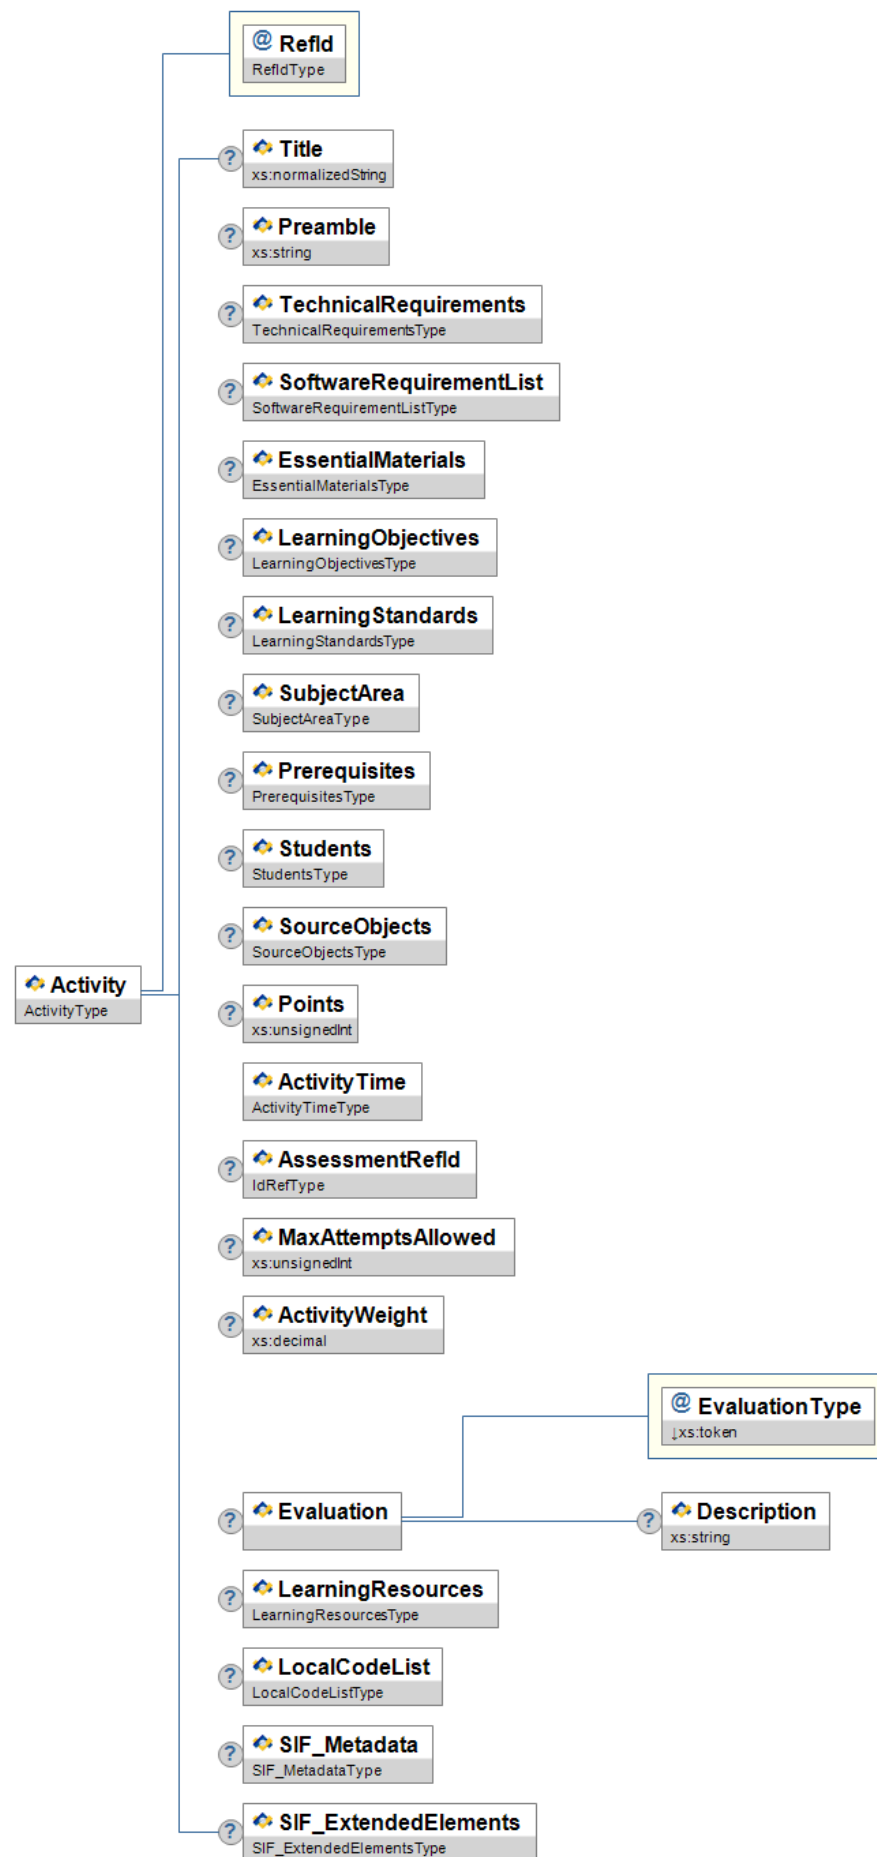 @ RefId
RefIdType
? Title
xs:normalizedString
? Preamble
xs:string
? TechnicalRequirements
TechnicalRequirementsType
? SoftwareRequirementList
SoftwareRequirementListType
? EssentialMaterials
EssentialMaterialsType
? LearningObjectives
LearningObjectivesType
? LearningStandards
LearningStandardsType
? SubjectArea
SubjectAreaType
? Prerequisites
PrerequisitesType
? Students
StudentsType
? SourceObjects
SourceObjectsType
Activity
ActivityType
? Points
xs:unsignedInt
ActivityTime
ActivityTimeType
? AssessmentRefId
IdRefType
? MaxAttemptsAllowed
xs:unsignedInt
? ActivityWeight
xs:decimal
@ EvaluationType
↓xs:token
? Evaluation
? Description
xs:string
? LearningResources
LearningResourcesType
? LocalCodeList
LocalCodeListType
? SIF_Metadata
SIF_MetadataType
? SIF_ExtendedElements
SIF_ExtendedElementsType